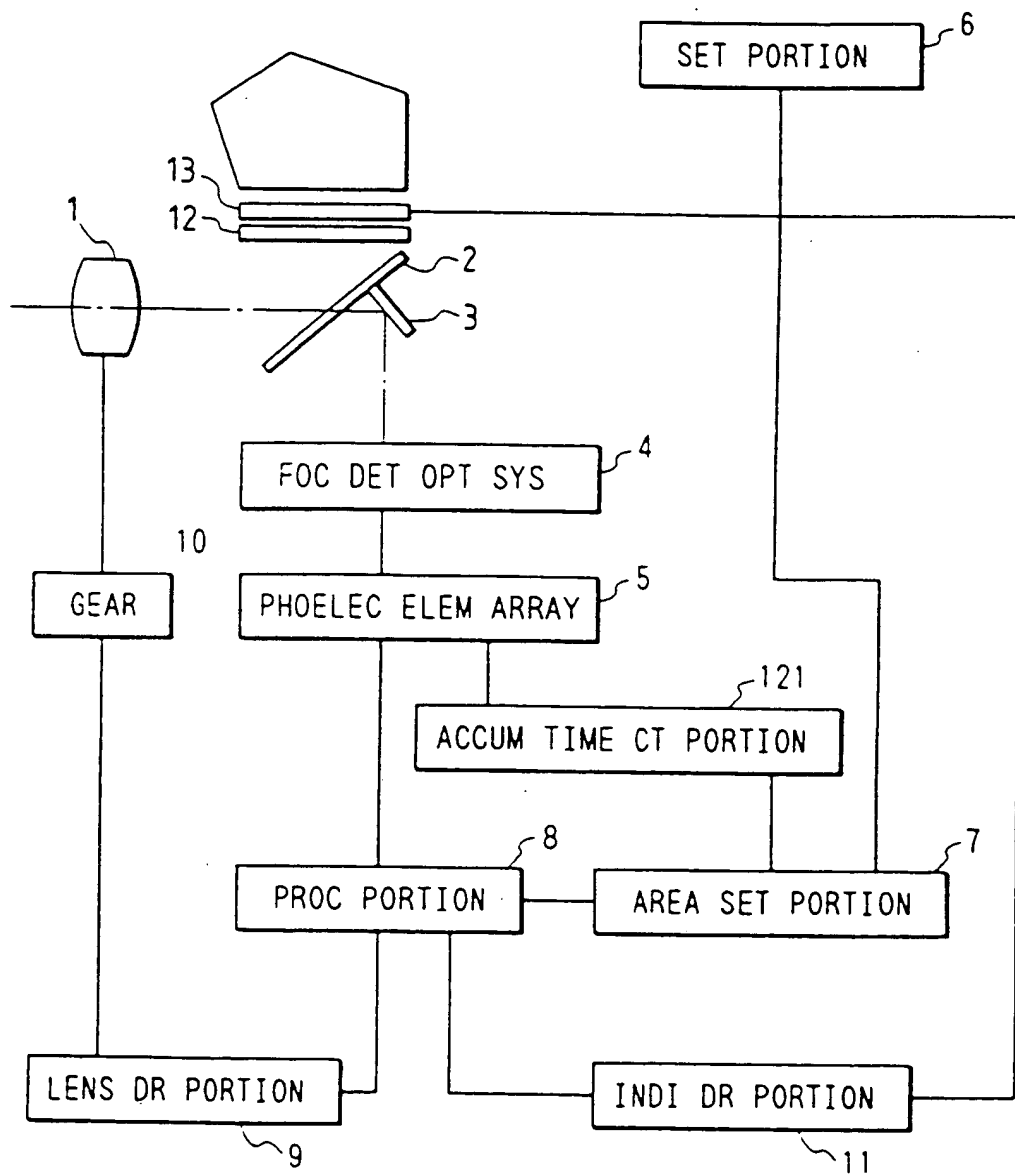 6
SET PORTION
13
12
1
2
3
4
FOC DET OPT SYS
10
GEAR
5
PHOELEC ELEM ARRAY
121
ACCUM TIME CT PORTION
8
PROC PORTION
7
AREA SET PORTION
LENS DR PORTION
9
INDI DR PORTION
11